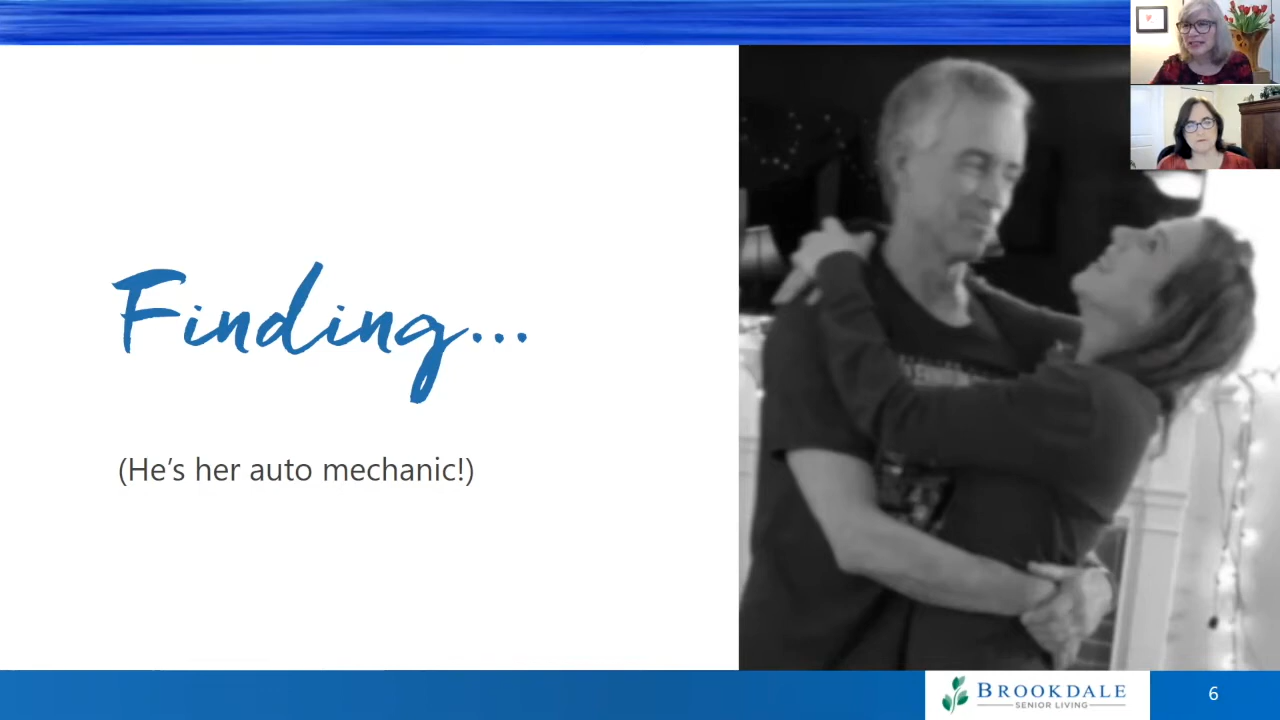 Finding...
(He's her auto mechanic!)
BROOKDALE
SENIOR LIVING
6